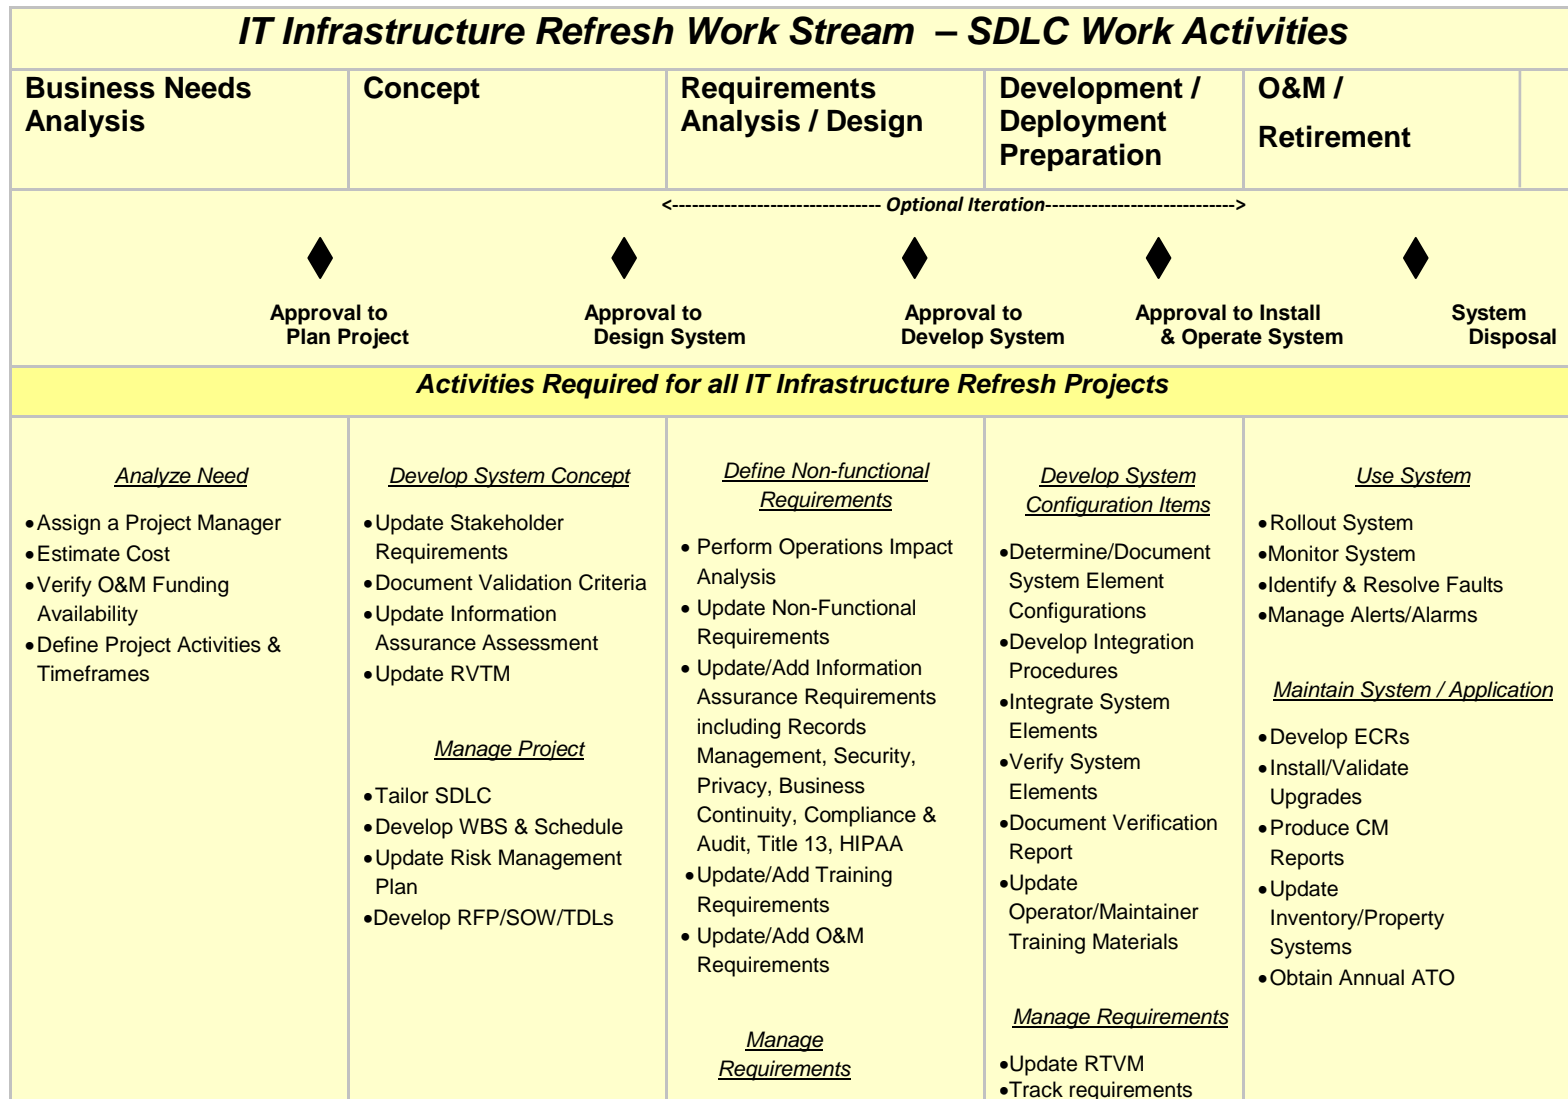 IT Infrastructure Refresh Work Stream – SDLC Work Activities
Business Needs
Analysis
Concept
Requirements
Analysis / Design
Development /
Deployment
Preparation
O&M /
Retirement
<-------------------------------- Optional Iteration----------------------------->
Approval to
Plan Project
Approval to
Design System
Approval to
Develop System
Approval to Install
& Operate System
System
Disposal
Activities Required for all IT Infrastructure Refresh Projects
Analyze Need
•Assign a Project Manager
•Estimate Cost
•Verify O&M Funding
Availability
•Define Project Activities &
Timeframes
Develop System Concept
•Update Stakeholder
Requirements
•Document Validation Criteria
•Update Information
Assurance Assessment
•Update RVTM
Manage Project
•Tailor SDLC
•Develop WBS & Schedule
•Update Risk Management
Plan
•Develop RFP/SOW/TDLs
Define Non-functional
Requirements
• Perform Operations Impact
Analysis
• Update Non-Functional
Requirements
• Update/Add Information
Assurance Requirements
including Records
Management, Security,
Privacy, Business
Continuity, Compliance &
Audit, Title 13, HIPAA
•Update/Add Training
Requirements
• Update/Add O&M
Requirements
Manage
Requirements
Develop System
Configuration Items
•Determine/Document
System Element
Configurations
•Develop Integration
Procedures
•Integrate System
Elements
•Verify System
Elements
•Document Verification
Report
•Update
Operator/Maintainer
Training Materials
Manage Requirements
•Update RTVM
•Track requirements
Use System
•Rollout System
•Monitor System
•Identify & Resolve Faults
•Manage Alerts/Alarms
Maintain System / Application
•Develop ECRs
•Install/Validate
Upgrades
•Produce CM
Reports
•Update
Inventory/Property
Systems
•Obtain Annual ATO